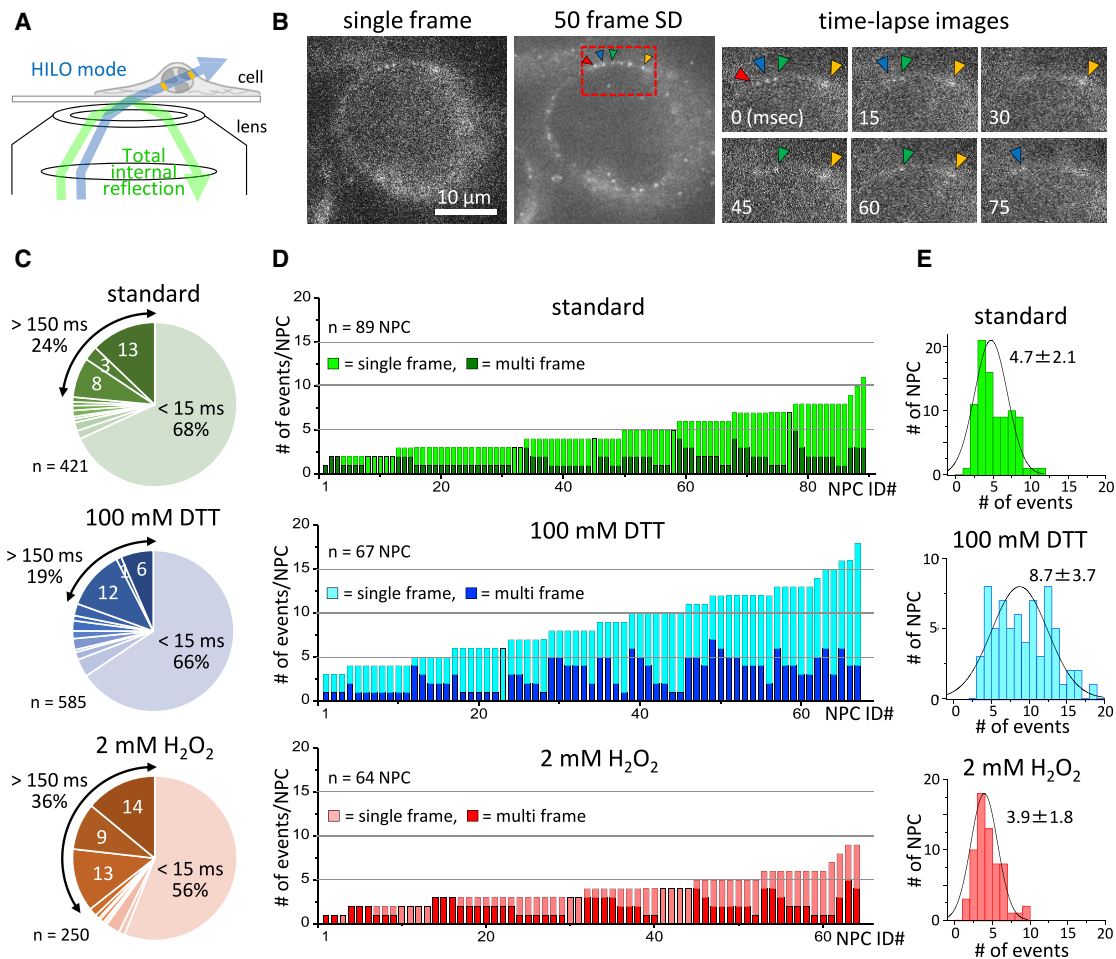 A
HILO mode
cell
lens
Total
internal
reflection
B
single frame
50 frame SD
time-lapse images
10 μm
0 (msec)
15
30
45
60
75
C
standard
> 150 ms
24%
13
3
8
< 15 ms
68%
n = 421
100 mM DTT
> 150 ms
19%
6
1
12
< 15 ms
66%
n = 585
2 mM H₂O₂
> 150 ms
36%
14
9
13
< 15 ms
56%
n = 250
D
standard
n = 89 NPC
= single frame, = multi frame
# of events/NPC
20
15
10
5
0
1 20 40 60 80 NPC ID#
100 mM DTT
n = 67 NPC
= single frame, = multi frame
# of events/NPC
20
15
10
5
0
1 20 40 60 NPC ID#
2 mM H₂O₂
n = 64 NPC
= single frame, = multi frame
# of events/NPC
20
15
10
5
0
1 20 40 60 NPC ID#
E
standard
4.7±2.1
# of NPC
20
10
0
0 5 10 15 20
# of events
100 mM DTT
8.7±3.7
# of NPC
10
5
0
0 5 10 15 20
# of events
2 mM H₂O₂
3.9±1.8
# of NPC
20
10
0
0 5 10 15 20
# of events